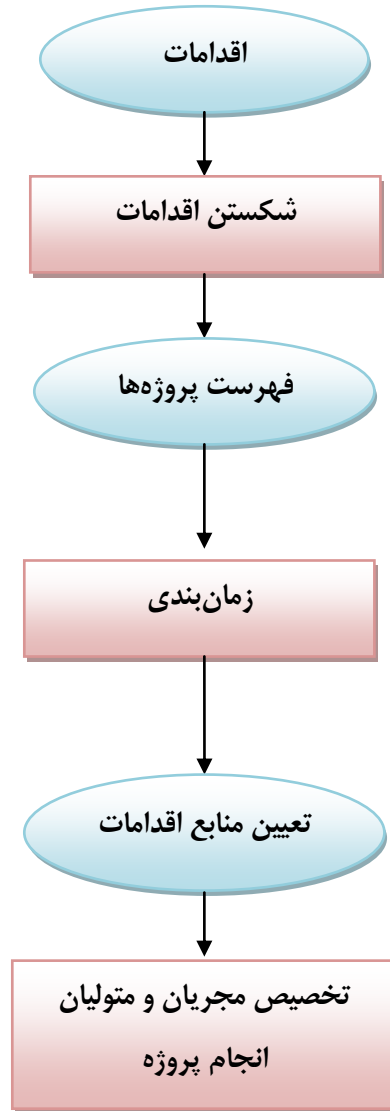 اقدامات
شکستن اقدامات
فهرست پروژه‌ها
زمان‌بندی
تعیین منابع اقدامات
تخصیص مجریان و متولیان
انجام پروژه